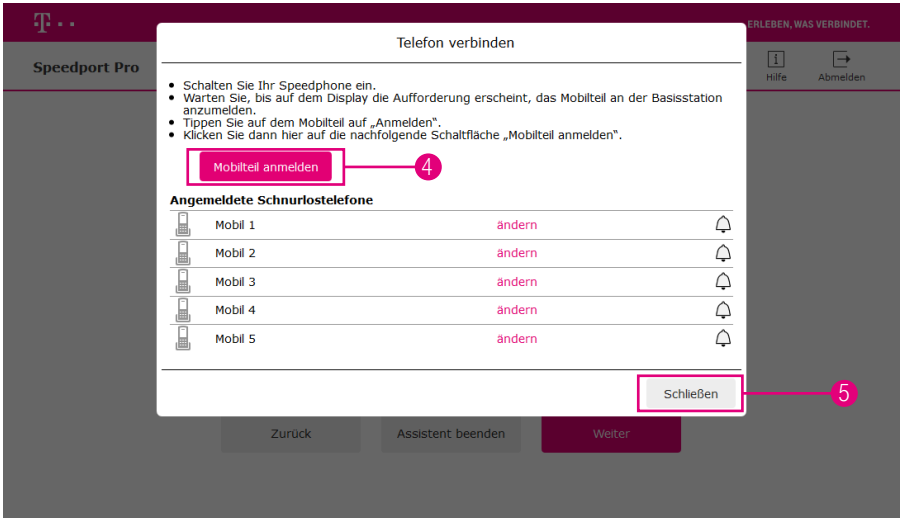 T
ERLEBEN, WAS VERBINDET.
Speedport Pro
Hilfe
Abmelden
Telefon verbinden
• Schalten Sie Ihr Speedphone ein.
• Warten Sie, bis auf dem Display die Aufforderung erscheint, das Mobilteil an der Basisstation
anzumelden.
• Tippen Sie auf dem Mobilteil auf „Anmelden“.
• Klicken Sie dann hier auf die nachfolgende Schaltfläche „Mobilteil anmelden“.
Mobilteil anmelden
4
Angemeldete Schnurlostelefone
Mobil 1 ändern
Mobil 2 ändern
Mobil 3 ändern
Mobil 4 ändern
Mobil 5 ändern
Schließen
5
Zurück
Assistent beenden
Weiter